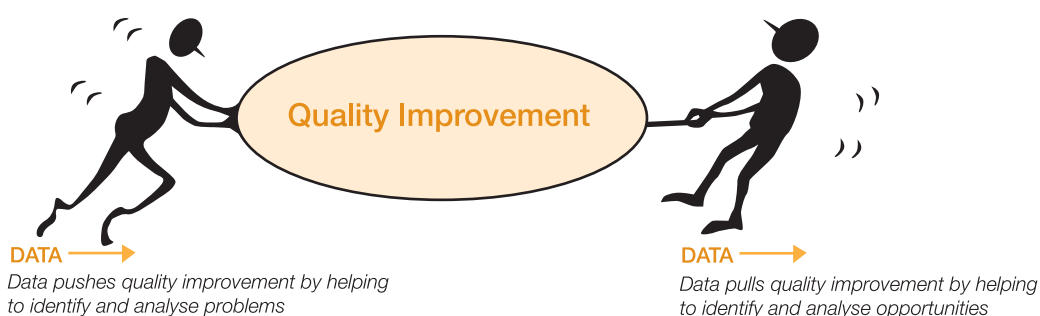 Quality Improvement
DATA
Data pushes quality improvement by helping
to identify and analyse problems
DATA
Data pulls quality improvement by helping
to identify and analyse opportunities